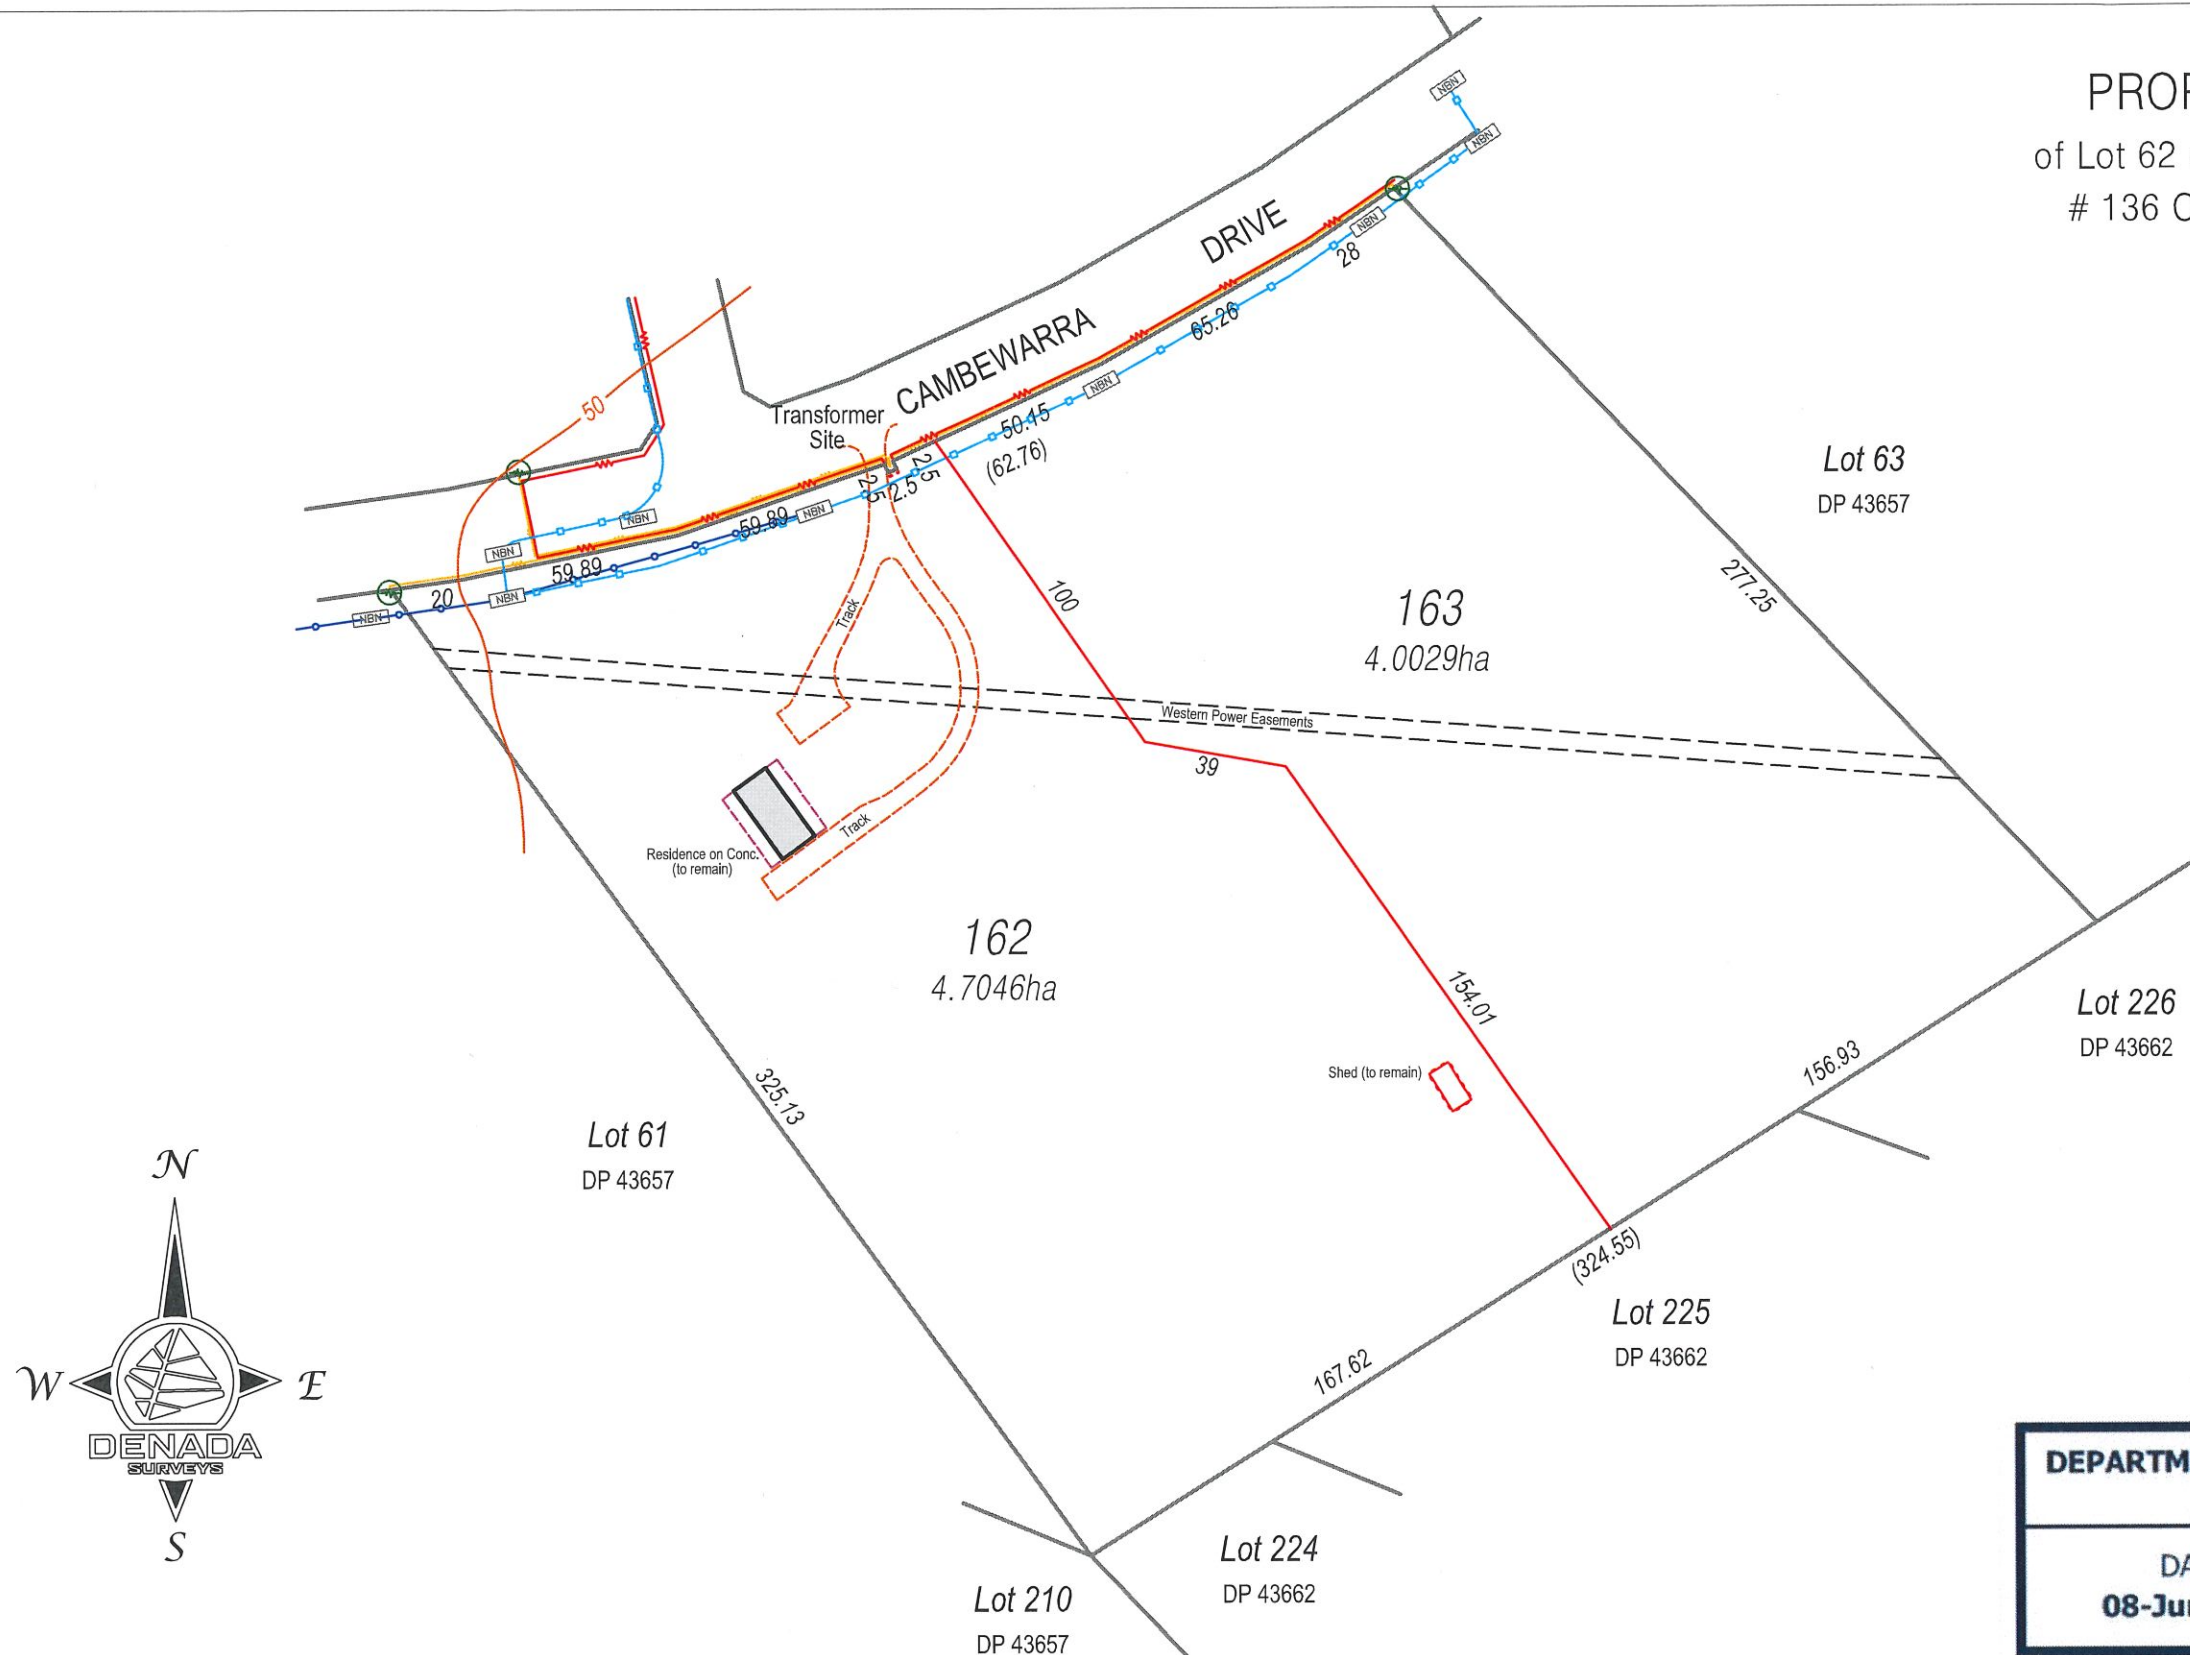 PROP
of Lot 62
# 136 C
NBN
NBN
NBN
DRIVE
28
65.26
CAMBEWARRA
NBN
50
Transformer
Site
50.15
(62.76)
2.5
2.5
2.5
Lot 63
DP 43657
NBN
NBN
59.89
NBN
59.89
20
NBN
NBN
100
277.25
163
4.0029ha
Track
Western Power Easements
39
Track
Residence on Conc.
(to remain)
162
4.7046ha
154.01
Lot 226
DP 43662
156.93
Shed (to remain)
325.13
Lot 61
DP 43657
N
W
E
S
DENADA
SURVEYS
(324.55)
Lot 225
DP 43662
167.62
Lot 224
DP 43662
Lot 210
DP 43657
DEPARTM
DA
08-Jun